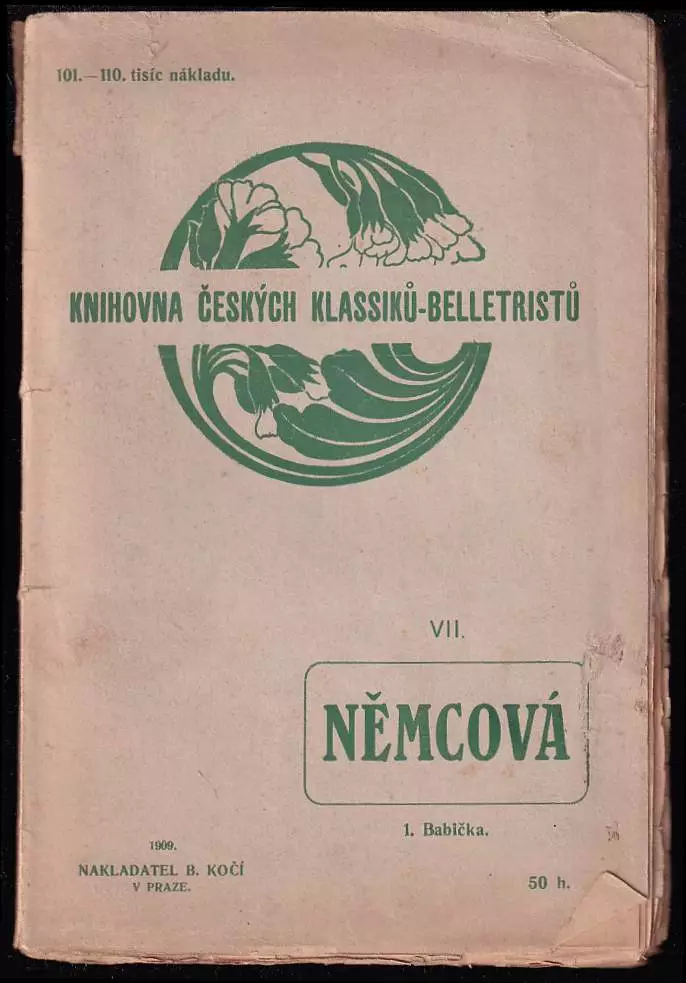 101.—110. tisíc nákladu.
KNIHOVNA ČESKÝCH KLASSIKŮ-BELLETRISTŮ
VII.
NĚMCOVÁ
1. Babička.
1909.
NAKLADATEL B. KOČÍ
V PRAZE.
50 h.